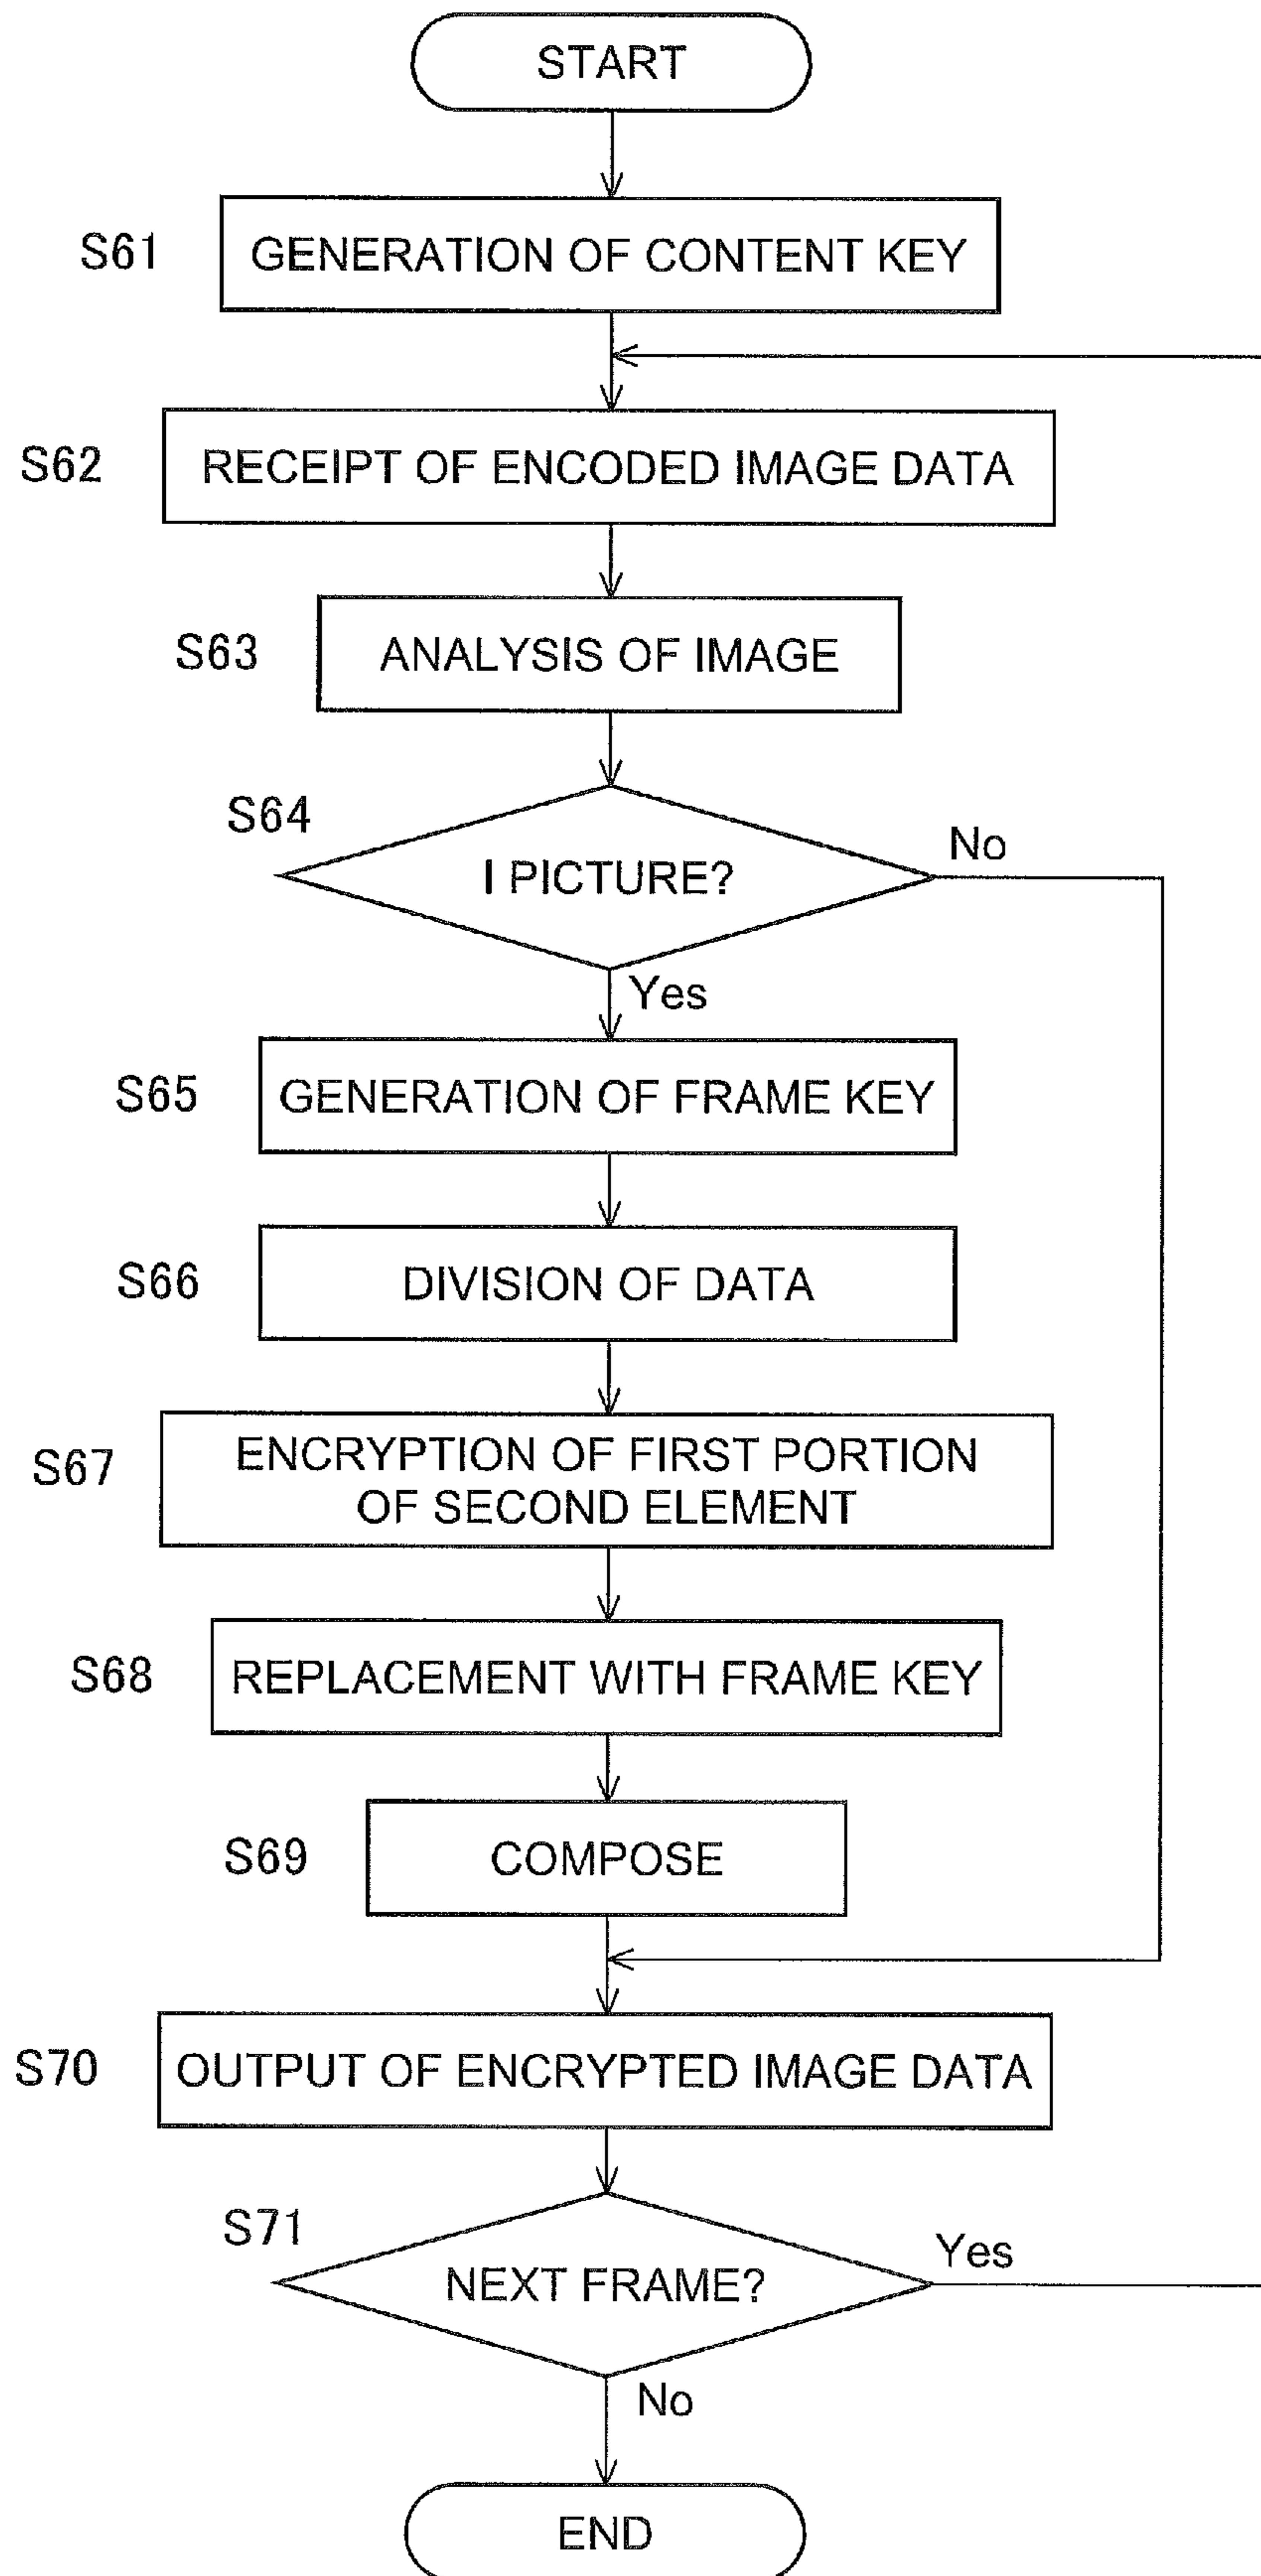 START
S61
GENERATION OF CONTENT KEY
S62
RECEIPT OF ENCODED IMAGE DATA
S63
ANALYSIS OF IMAGE
S64
I PICTURE?
No
Yes
S65
GENERATION OF FRAME KEY
S66
DIVISION OF DATA
S67
ENCRYPTION OF FIRST PORTION
OF SECOND ELEMENT
S68
REPLACEMENT WITH FRAME KEY
S69
COMPOSE
S70
OUTPUT OF ENCRYPTED IMAGE DATA
S71
NEXT FRAME?
Yes
No
END